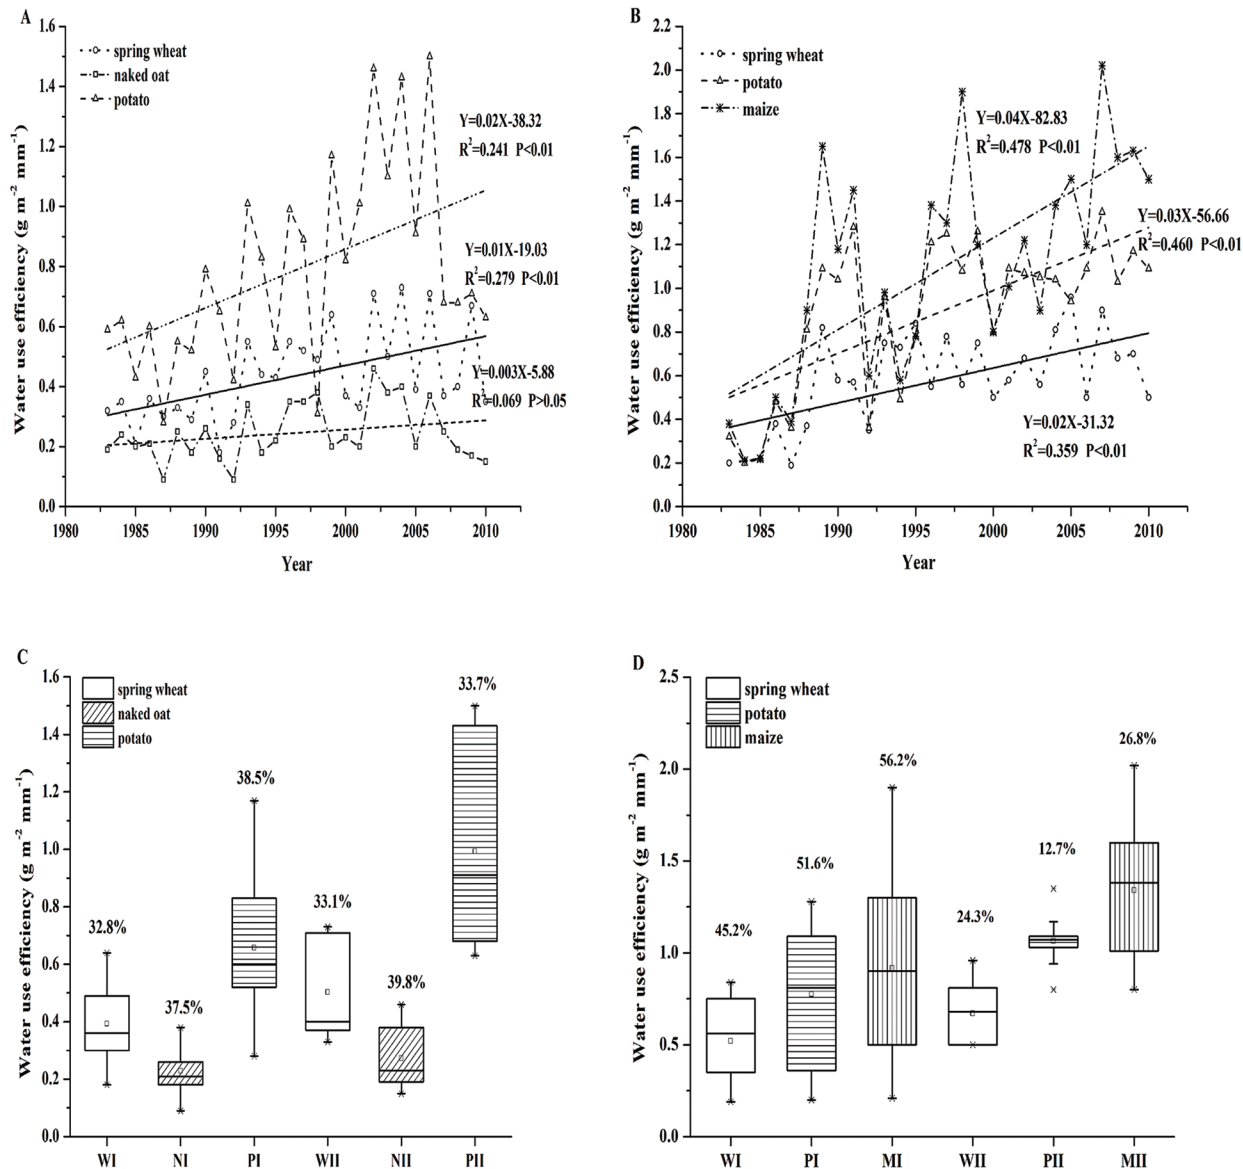 A
Water use efficiency (g m⁻² mm⁻¹)
1.6
1.4
1.2
1.0
0.8
0.6
0.4
0.2
0.0
spring wheat
naked oat
potato
Y=0.02X-38.32
R²=0.241 P<0.01
Y=0.01X-19.03
R²=0.279 P<0.01
Y=0.003X-5.88
R²=0.069 P>0.05
1980 1985 1990 1995 2000 2005 2010
Year
B
Water use efficiency (g m⁻² mm⁻¹)
2.2
2.0
1.8
1.6
1.4
1.2
1.0
0.8
0.6
0.4
0.2
0.0
spring wheat
potato
maize
Y=0.04X-82.83
R²=0.478 P<0.01
Y=0.03X-56.66
R²=0.460 P<0.01
Y=0.02X-31.32
R²=0.359 P<0.01
1980 1985 1990 1995 2000 2005 2010
Year
C
Water use efficiency (g m⁻² mm⁻¹)
1.6
1.4
1.2
1.0
0.8
0.6
0.4
0.2
0.0
spring wheat
naked oat
potato
32.8%
37.5%
38.5%
33.1%
39.8%
33.7%
WI NI PI WII NII PII
D
Water use efficiency (g m⁻² mm⁻¹)
2.5
2.0
1.5
1.0
0.5
0.0
spring wheat
potato
maize
45.2%
51.6%
56.2%
24.3%
12.7%
26.8%
WI PI MI WII PII MII